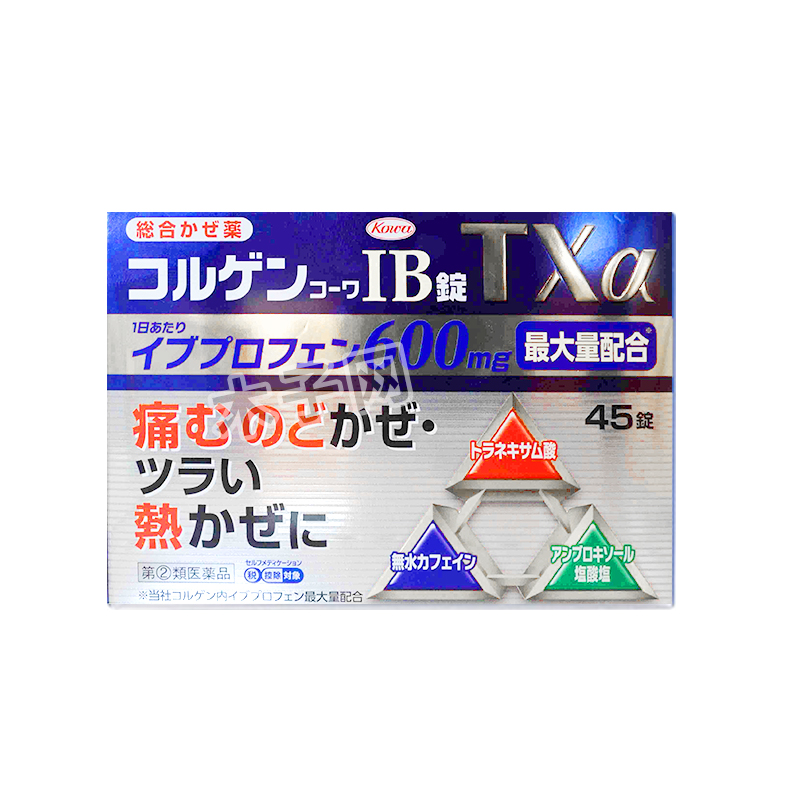 総合かぜ薬
Kowa
コルゲンコーワIB錠TXα
1日あたり
イブプロフェン600mg
最大量配合※
痛むのどかぜ・
ツラい
熱かぜに
45錠
トラネキサム酸
無水カフェイン
アンブロキソール
塩酸塩
セルフメディケーション
税 控除 対象
指定②類医薬品
※当社コルゲン内イブプロフェン最大量配合
木子网